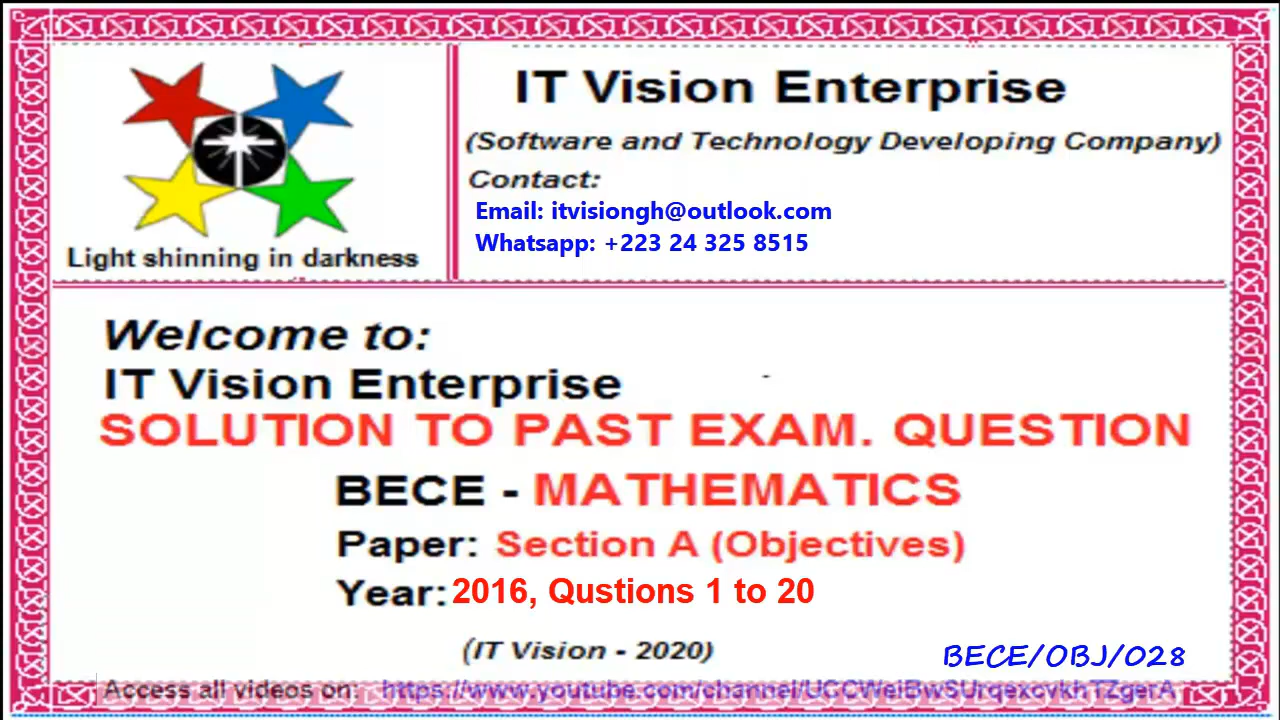 IT Vision Enterprise
(Software and Technology Developing Company)
Contact:
Email: itvisiongh@outlook.com
Whatsapp: +223 24 325 8515
Light shinning in darkness
Welcome to:
IT Vision Enterprise
SOLUTION TO PAST EXAM. QUESTION
BECE - MATHEMATICS
Paper: Section A (Objectives)
Year: 2016, Qustions 1 to 20
(IT Vision - 2020)
BECE/OBJ/028
Access all videos on: